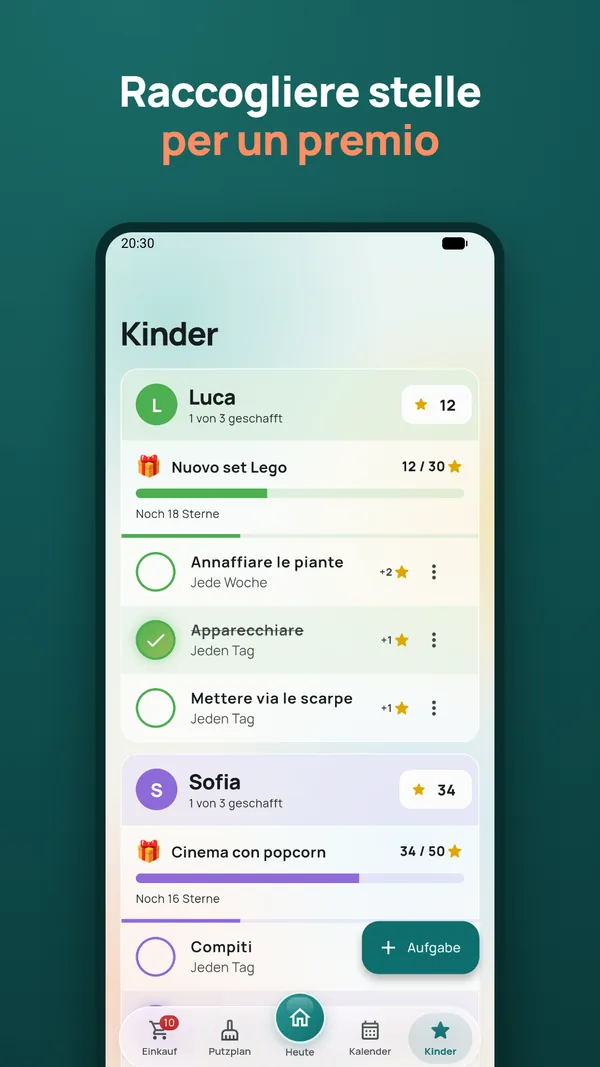 Raccogliere stelle
per un premio
20:30
Kinder
L
Luca
1 von 3 geschafft
12
Nuovo set Lego
12 / 30
Noch 18 Sterne
Annaffiare le piante
Jede Woche
+2
Apparecchiare
Jeden Tag
+1
Mettere via le scarpe
Jeden Tag
+1
S
Sofia
1 von 3 geschafft
34
Cinema con popcorn
34 / 50
Noch 16 Sterne
Compiti
Jeden Tag
+ Aufgabe
10
Einkauf
Putzplan
Heute
Kalender
Kinder